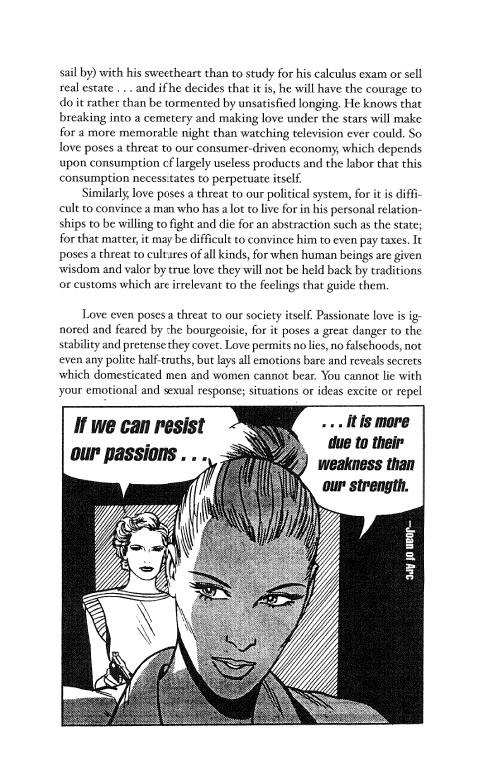 sail by) with his sweetheart than to study for his calculus exam or sell
real estate . . . and if he decides that it is, he will have the courage to
do it rather than be tormented by unsatisfied longing. He knows that
breaking into a cemetery and making love under the stars will make
for a more memorable night than watching television ever could. So
love poses a threat to our consumer-driven economy, which depends
upon consumption of largely useless products and the labor that this
consumption necessitates to perpetuate itself.
Similarly, love poses a threat to our political system, for it is diffi-
cult to convince a man who has a lot to live for in his personal relation-
ships to be willing to fight and die for an abstraction such as the state;
for that matter, it may be difficult to convince him to even pay taxes. It
poses a threat to cultures of all kinds, for when human beings are given
wisdom and valor by true love they will not be held back by traditions
or customs which are irrelevant to the feelings that guide them.
Love even poses a threat to our society itself. Passionate love is ig-
nored and feared by the bourgeoisie, for it poses a great danger to the
stability and pretense they covet. Love permits no lies, no falsehoods, not
even any polite half-truths, but lays all emotions bare and reveals secrets
which domesticated men and women cannot bear. You cannot lie with
your emotional and sexual response; situations or ideas excite or repel
If we can resist
our passions . . .
. . . it is more
due to their
weakness than
our strength.
—Joan of Arc